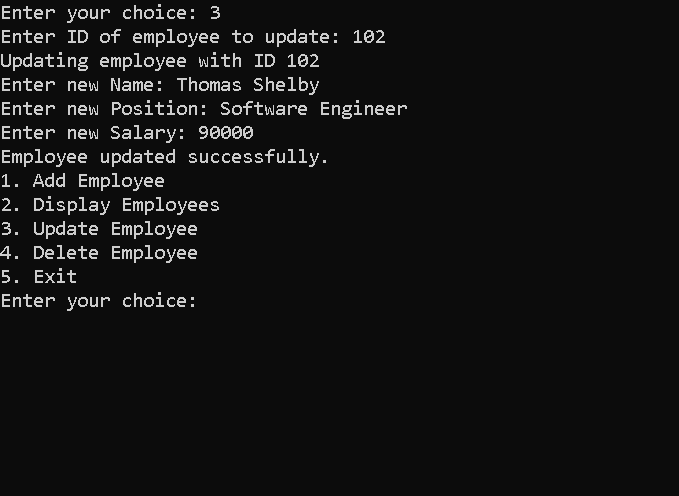 Enter your choice: 3
Enter ID of employee to update: 102
Updating employee with ID 102
Enter new Name: Thomas Shelby
Enter new Position: Software Engineer
Enter new Salary: 90000
Employee updated successfully.
1. Add Employee
2. Display Employees
3. Update Employee
4. Delete Employee
5. Exit
Enter your choice: